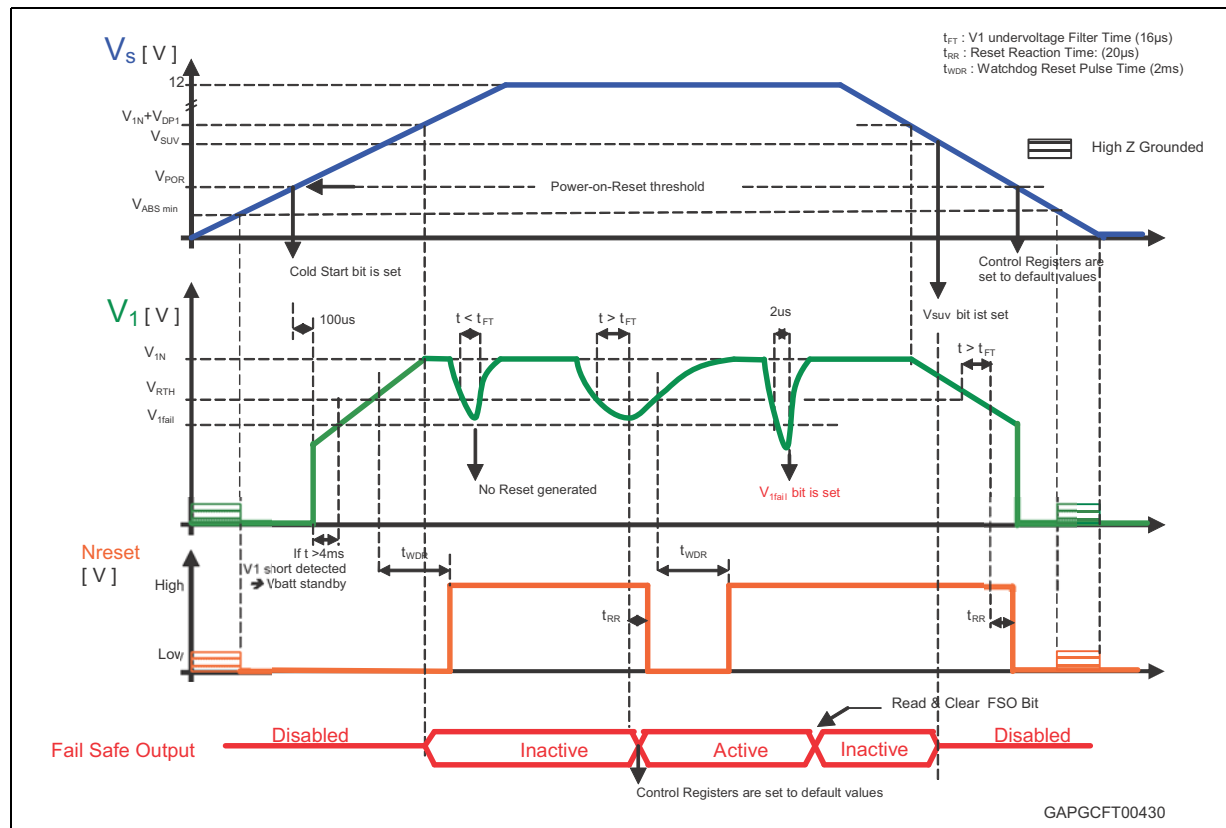 Vs [ V ]
tFT : V1 undervoltage Filter Time (16µs)
tRR : Reset Reaction Time: (20µs)
tWDR : Watchdog Reset Pulse Time (2ms)
12
V1N+VDP1
VSUV
High Z Grounded
VPOR
Power-on-Reset threshold
VABS min
Cold Start bit is set
Control Registers are
set to default values
V1 [ V ]
100us
t < tFT
t > tFT
2us
Vsuv bit ist set
t > tFT
V1N
VRTH
V1fail
No Reset generated
V1fail bit is set
Nreset
[ V ]
If t >4ms
V1 short detected
➔ Vbatt standby
tWDR
tWDR
High
tRR
tRR
Low
Read & Clear FSO Bit
Fail Safe Output
Disabled
Inactive
Active
Inactive
Disabled
Control Registers are set to default values
GAPGCFT00430